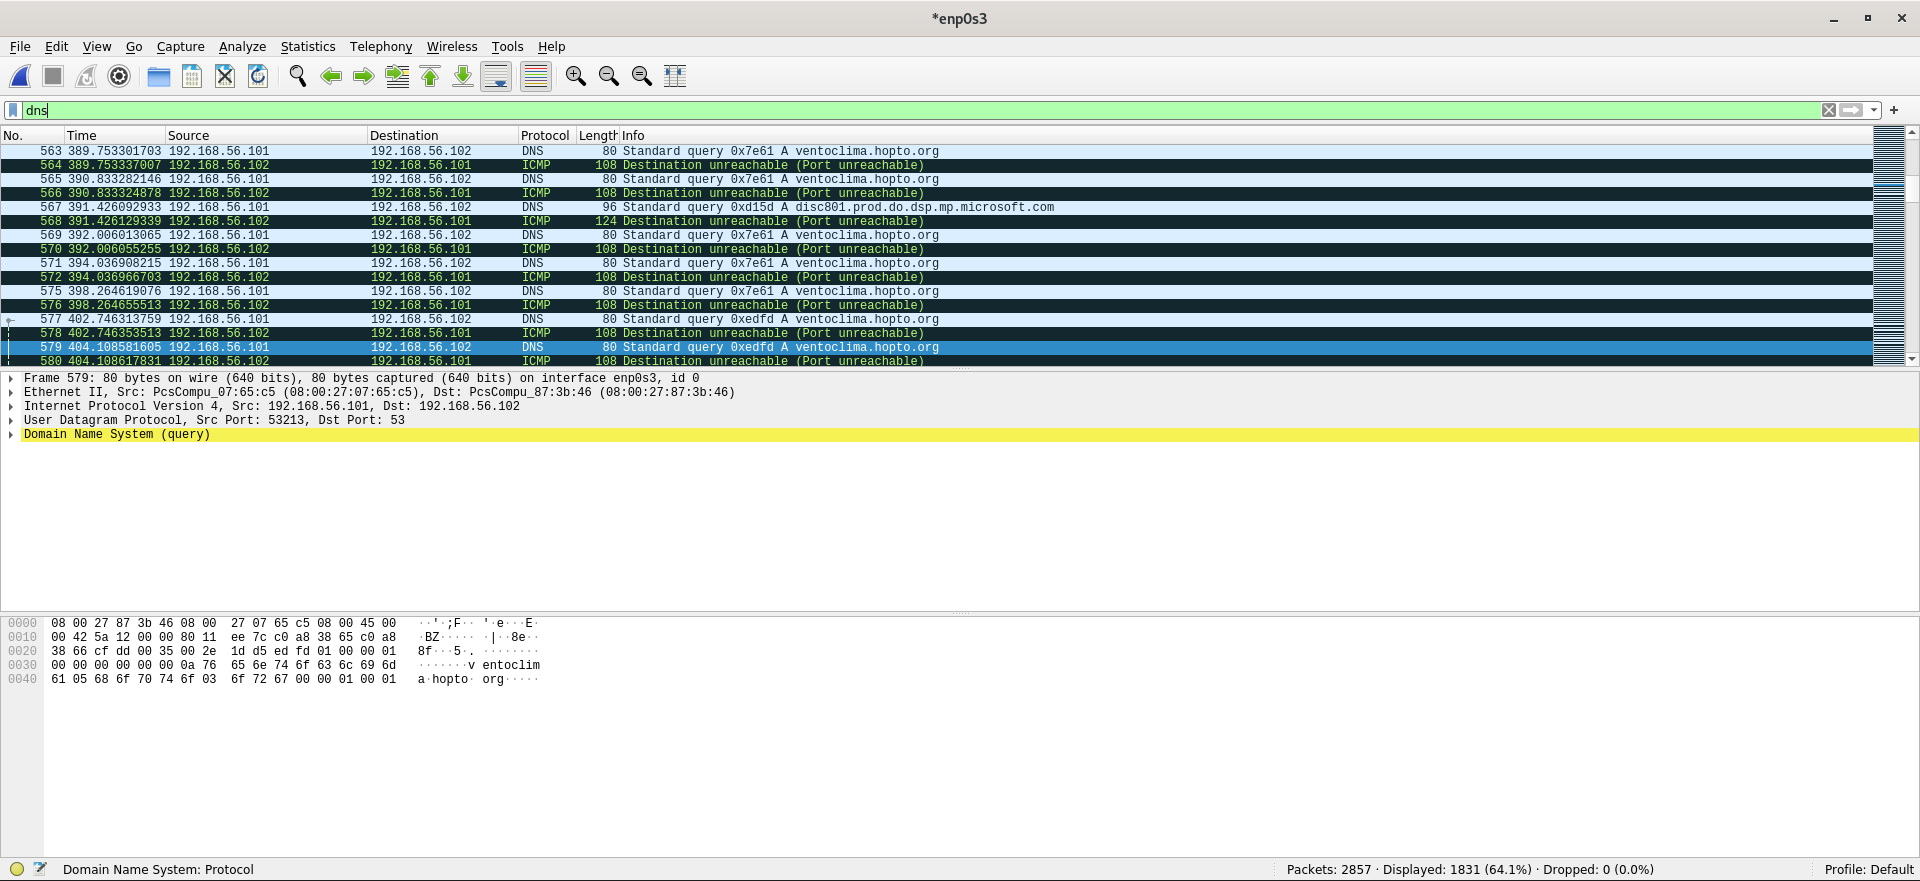 *enp0s3
File Edit View Go Capture Analyze Statistics Telephony Wireless Tools Help
dns
No. Time Source Destination Protocol Length Info
563 389.753301703 192.168.56.101 192.168.56.102 DNS 80 Standard query 0x7e61 A ventoclima.hopto.org
564 389.753337007 192.168.56.102 192.168.56.101 ICMP 108 Destination unreachable (Port unreachable)
565 390.833282146 192.168.56.101 192.168.56.102 DNS 80 Standard query 0x7e61 A ventoclima.hopto.org
566 390.833324878 192.168.56.102 192.168.56.101 ICMP 108 Destination unreachable (Port unreachable)
567 391.426092933 192.168.56.101 192.168.56.102 DNS 96 Standard query 0xd15d A disc801.prod.do.dsp.mp.microsoft.com
568 391.426129339 192.168.56.102 192.168.56.101 ICMP 124 Destination unreachable (Port unreachable)
569 392.006013065 192.168.56.101 192.168.56.102 DNS 80 Standard query 0x7e61 A ventoclima.hopto.org
570 392.006055255 192.168.56.102 192.168.56.101 ICMP 108 Destination unreachable (Port unreachable)
571 394.036908215 192.168.56.101 192.168.56.102 DNS 80 Standard query 0x7e61 A ventoclima.hopto.org
572 394.036966703 192.168.56.102 192.168.56.101 ICMP 108 Destination unreachable (Port unreachable)
575 398.264619076 192.168.56.101 192.168.56.102 DNS 80 Standard query 0x7e61 A ventoclima.hopto.org
576 398.264655513 192.168.56.102 192.168.56.101 ICMP 108 Destination unreachable (Port unreachable)
577 402.746313759 192.168.56.101 192.168.56.102 DNS 80 Standard query 0xedfd A ventoclima.hopto.org
578 402.746353513 192.168.56.102 192.168.56.101 ICMP 108 Destination unreachable (Port unreachable)
579 404.108581605 192.168.56.101 192.168.56.102 DNS 80 Standard query 0xedfd A ventoclima.hopto.org
580 404.108617831 192.168.56.102 192.168.56.101 ICMP 108 Destination unreachable (Port unreachable)
Frame 579: 80 bytes on wire (640 bits), 80 bytes captured (640 bits) on interface enp0s3, id 0
Ethernet II, Src: PcsCompu_07:65:c5 (08:00:27:07:65:c5), Dst: PcsCompu_87:3b:46 (08:00:27:87:3b:46)
Internet Protocol Version 4, Src: 192.168.56.101, Dst: 192.168.56.102
User Datagram Protocol, Src Port: 53213, Dst Port: 53
Domain Name System (query)
0000 08 00 27 87 3b 46 08 00 27 07 65 c5 08 00 45 00 ··'·;F·· '·e···E·
0010 00 42 5a 12 00 00 80 11 ee 7c c0 a8 38 65 c0 a8 ·BZ····· ·|··8e··
0020 38 66 cf dd 00 35 00 2e 1d d5 ed fd 01 00 00 01 8f···5·. ········
0030 00 00 00 00 00 00 0a 76 65 6e 74 6f 63 6c 69 6d ·······v entoclim
0040 61 05 68 6f 70 74 6f 03 6f 72 67 00 00 01 00 01 a·hopto· org·····
Domain Name System: Protocol
Packets: 2857 · Displayed: 1831 (64.1%) · Dropped: 0 (0.0%)
Profile: Default